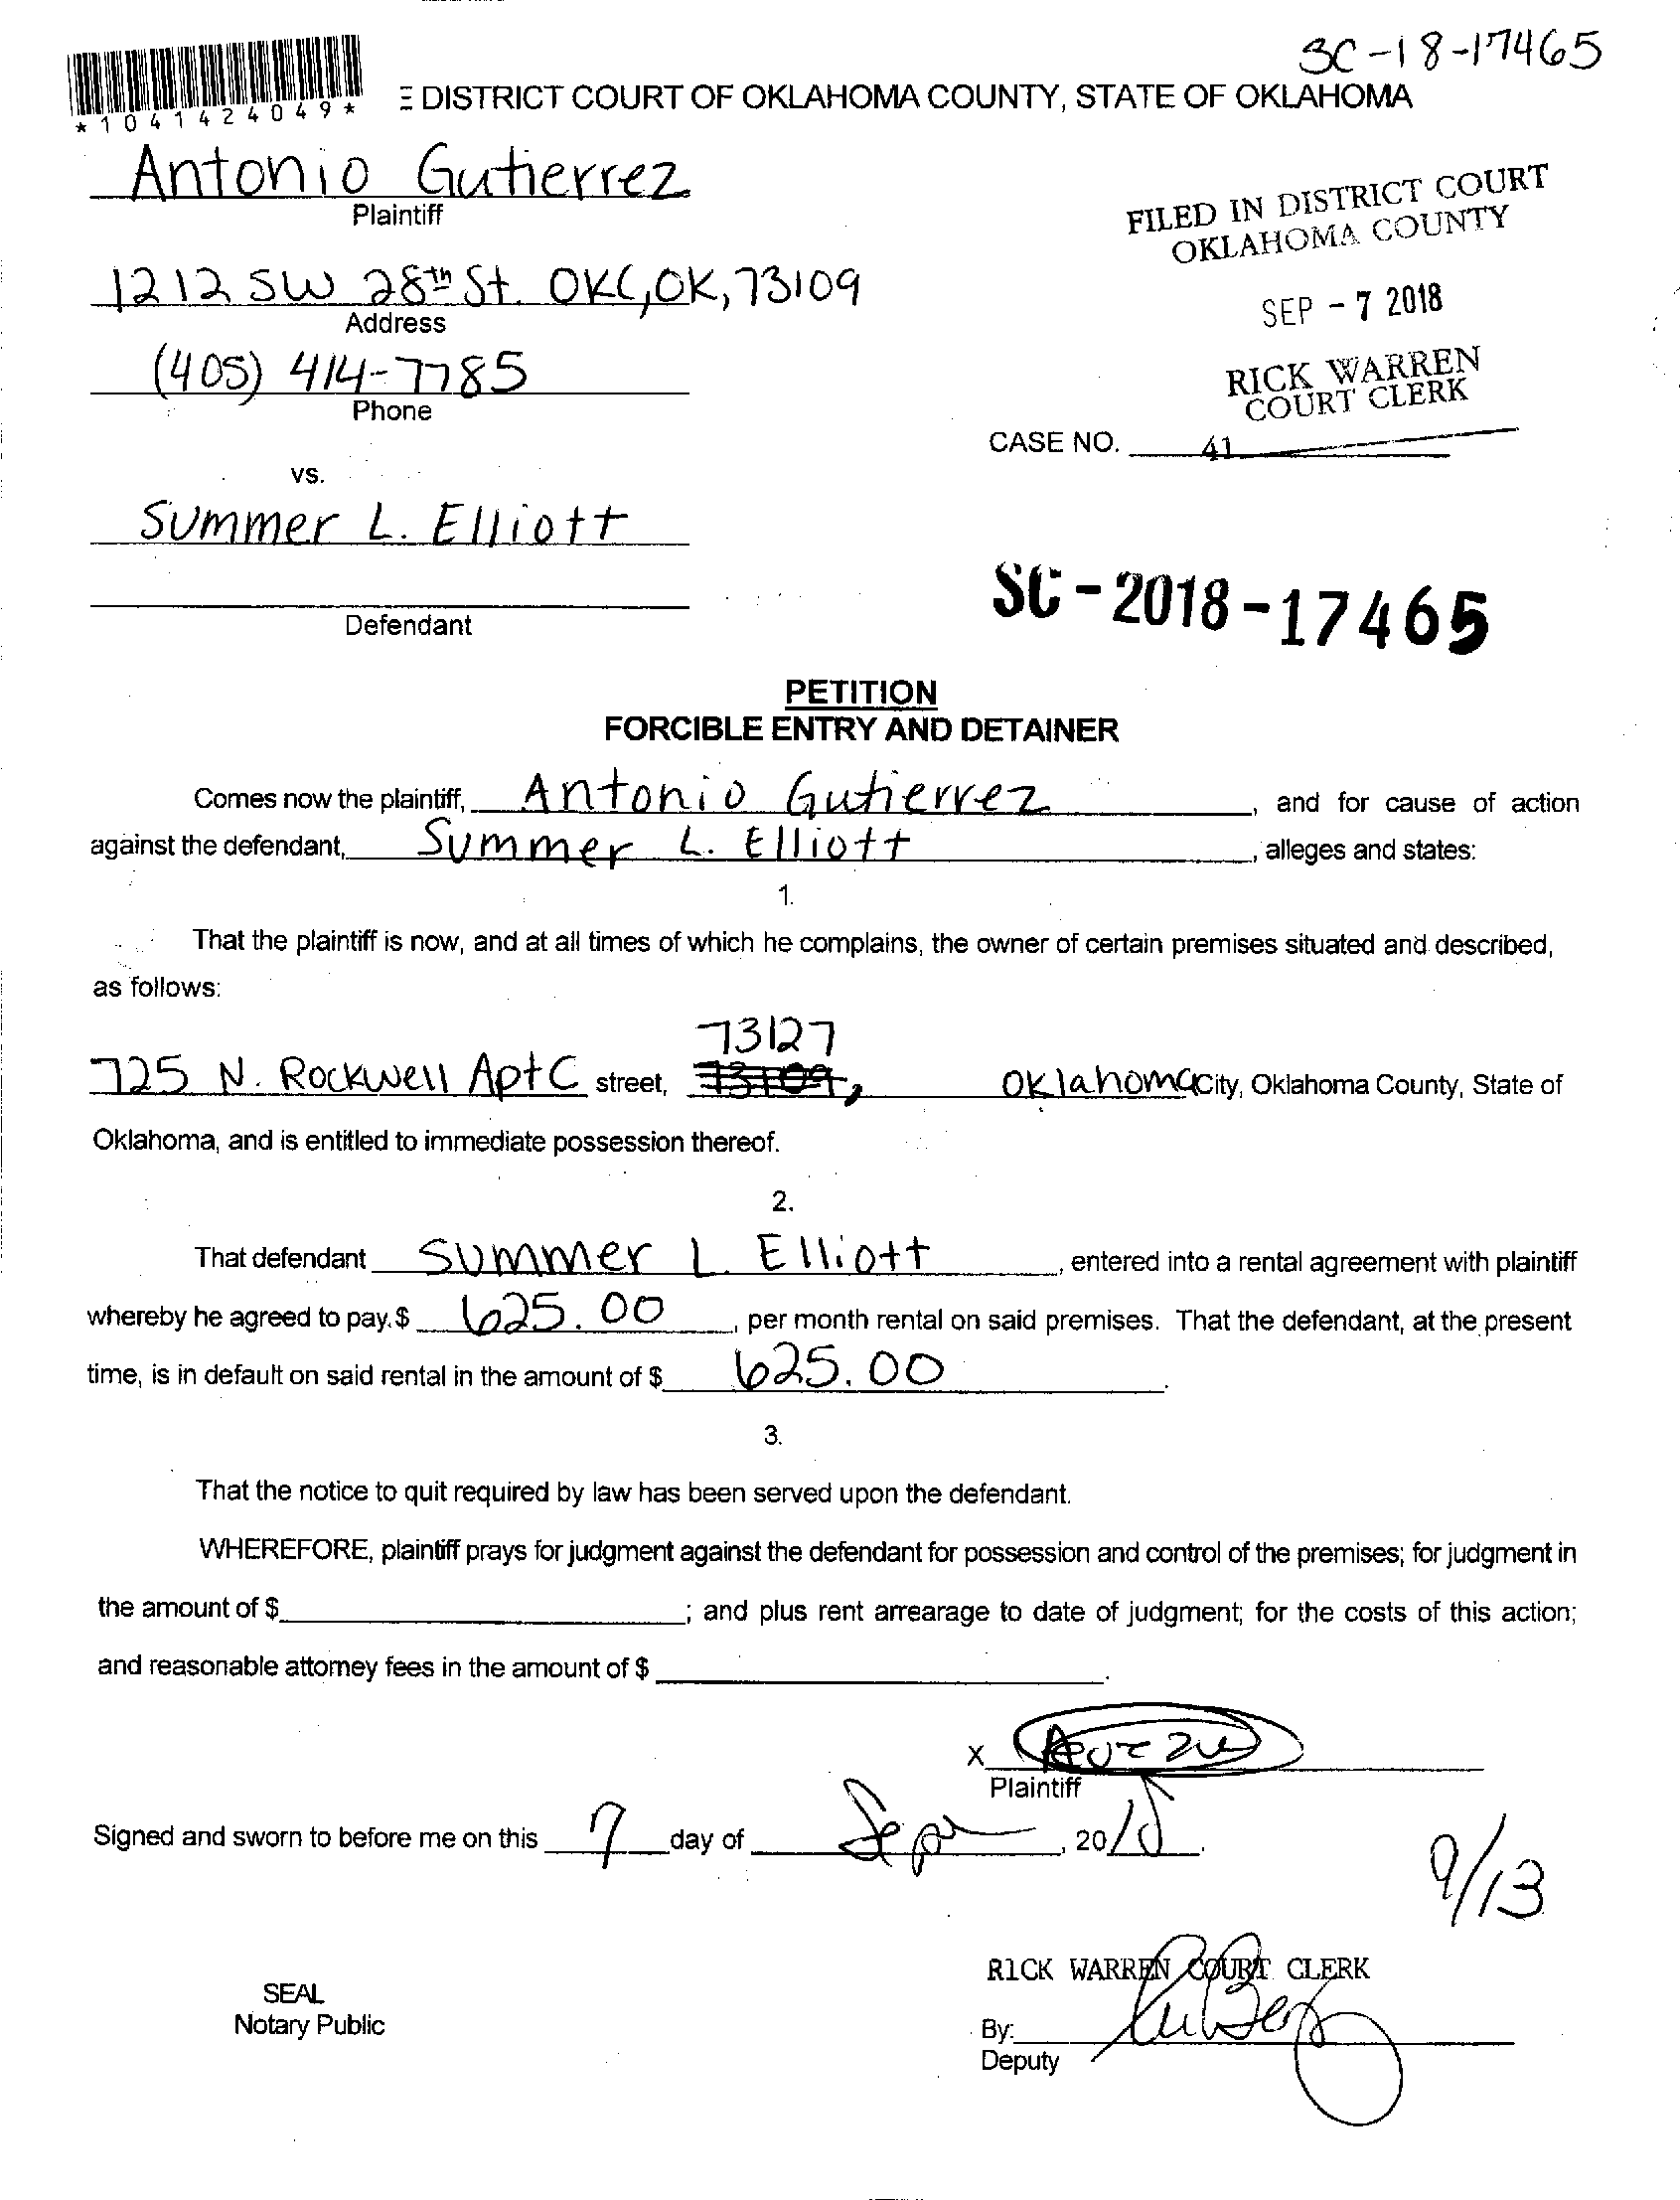 SC-18-17465
*1041424049*
E DISTRICT COURT OF OKLAHOMA COUNTY, STATE OF OKLAHOMA
Antonio Gutierrez
Plaintiff
FILED IN DISTRICT COURT
OKLAHOMA COUNTY
1212 SW 28th St. OKC, OK, 73109
Address
SEP - 7 2018
(405) 414-7785
Phone
RICK WARREN
COURT CLERK
CASE NO. 41
vs.
Summer L. Elliott
Defendant
SC - 2018 - 17465
PETITION
FORCIBLE ENTRY AND DETAINER
Comes now the plaintiff, Antonio Gutierrez, and for cause of action
against the defendant, Summer L. Elliott, alleges and states:
1.
That the plaintiff is now, and at all times of which he complains, the owner of certain premises situated and described,
as follows:
73127
725 N. Rockwell Apt C street, 73109, Oklahoma City, Oklahoma County, State of
Oklahoma, and is entitled to immediate possession thereof.
2.
That defendant Summer L. Elliott, entered into a rental agreement with plaintiff
whereby he agreed to pay $ 625.00, per month rental on said premises. That the defendant, at the present
time, is in default on said rental in the amount of $ 625.00.
3.
That the notice to quit required by law has been served upon the defendant.
WHEREFORE, plaintiff prays for judgment against the defendant for possession and control of the premises; for judgment in
the amount of $ ; and plus rent arrearage to date of judgment; for the costs of this action;
and reasonable attorney fees in the amount of $ .
X
Plaintiff
Signed and sworn to before me on this 7 day of Sep, 2018.
9/13
RICK WARREN COURT CLERK
SEAL
Notary Public
By:
Deputy